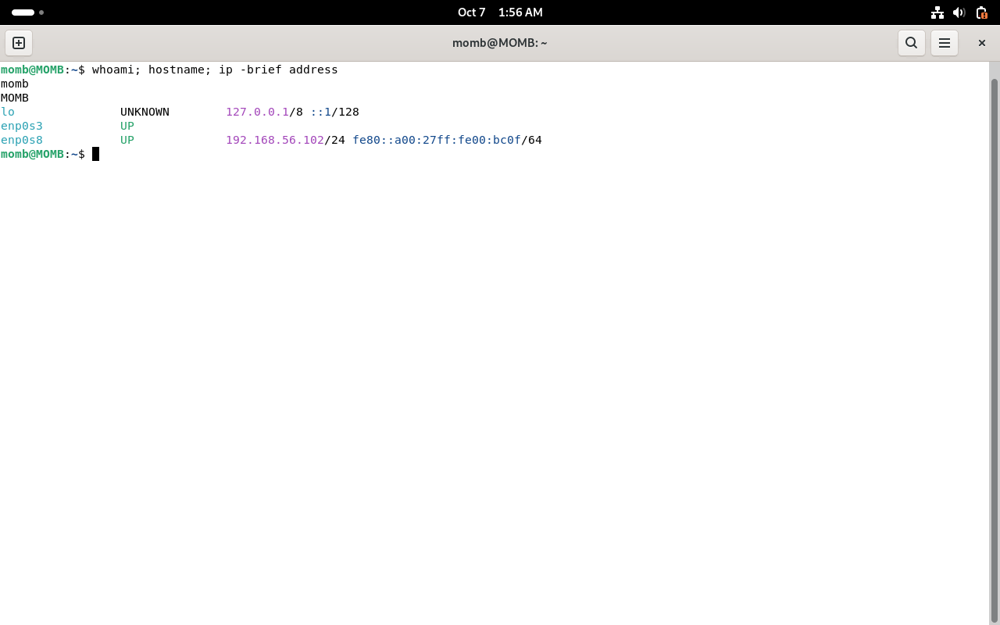 Oct 7 1:56 AM
momb@MOMB: ~
momb@MOMB:~$ whoami; hostname; ip -brief address
momb
MOMB
lo UNKNOWN 127.0.0.1/8 ::1/128
enp0s3 UP
enp0s8 UP 192.168.56.102/24 fe80::a00:27ff:fe00:bc0f/64
momb@MOMB:~$